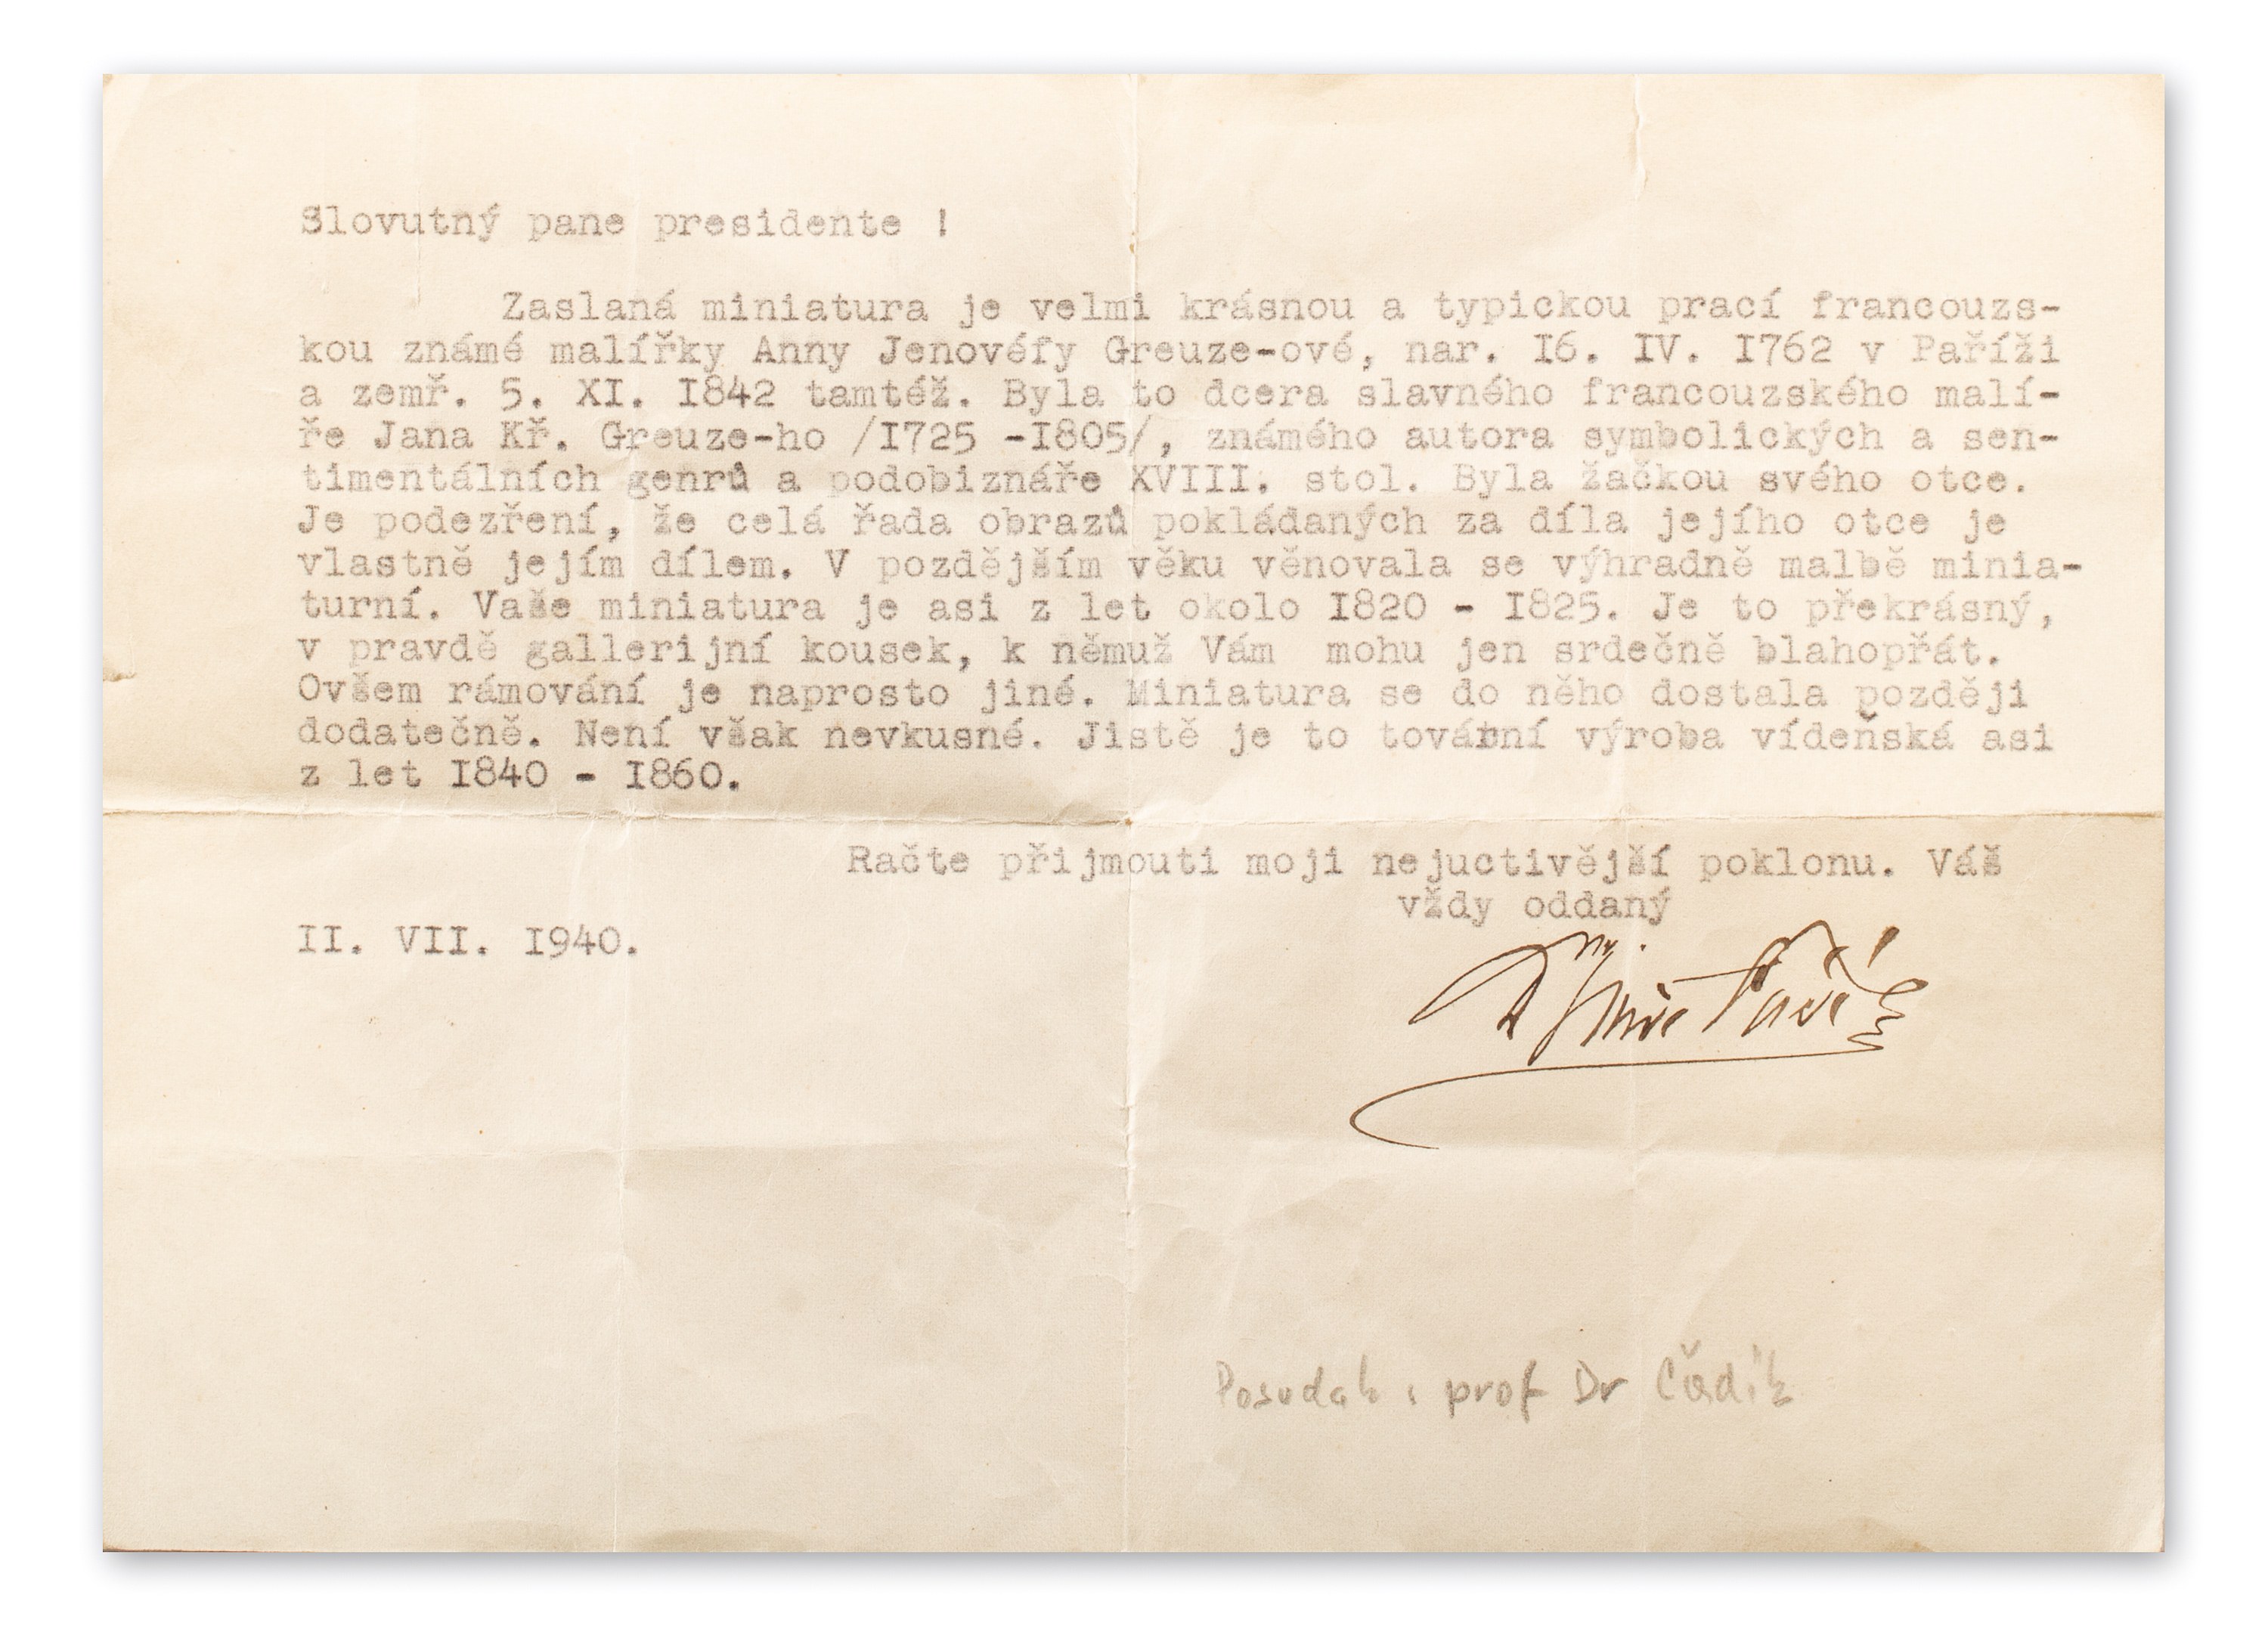 Slovutný pane presidente !
Zaslaná miniatura je velmi krásnou a typickou prací francouzs-
kou známé malířky Anny Jenovéfy Greuze-ové, nar. I6. IV. I762 v Paříži
a zemř. 5. XI. I842 tamtéž. Byla to dcera slavného francouzského malí-
ře Jana Kř. Greuze-ho /I725 -I805/, známého autora symbolických a sen-
timentálních genrů a podobiznáře XVIII. stol. Byla žačkou svého otce.
Je podezření, že celá řada obrazů pokládaných za díla jejího otce je
vlastně jejím dílem. V pozdějším věku věnovala se výhradně malbě minia-
turní. Vaše miniatura je asi z let okolo I820 - I825. Je to překrásný,
v pravdě gallerijní kousek, k němuž Vám mohu jen srdečně blahopřát.
Ovšem rámování je naprosto jiné. Miniatura se do něho dostala později
dodatečně. Není však nevkusné. Jistě je to tovární výroba vídeňská asi
z let I840 - I860.
Račte přijmouti moji nejuctivější poklonu. Váš
vždy oddaný
II. VII. I940.
Posudek : prof Dr Čadík